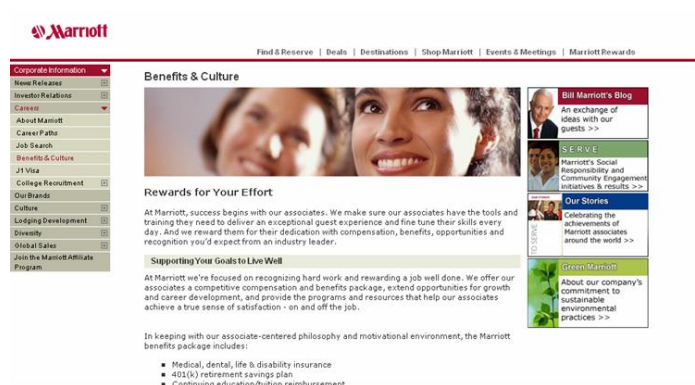 Marriott
Find & Reserve | Deals | Destinations | Shop Marriott | Events & Meetings | Marriott Rewards
Corporate Information
News Releases
Investor Relations
Careers
About Marriott
Career Paths
Job Search
Benefits & Culture
J1 Visa
College Recruitment
Our Brands
Culture
Lodging Development
Diversity
Global Sales
Join the Marriott Affiliate
Program
Benefits & Culture
Rewards for Your Effort
At Marriott, success begins with our associates. We make sure our associates have the tools and
training they need to deliver an exceptional guest experience and fine tune their skills every
day. And we reward them for their dedication with compensation, benefits, opportunities and
recognition you'd expect from an industry leader.
Supporting Your Goals to Live Well
At Marriott we're focused on recognizing hard work and rewarding a job well done. We offer our
associates a competitive compensation and benefits package, extend opportunities for growth
and career development, and provide the programs and resources that help our associates
achieve a true sense of satisfaction - on and off the job.
In keeping with our associate-centered philosophy and motivational environment, the Marriott
benefits package includes:
Medical, dental, life & disability insurance
401(k) retirement savings plan
Continuing education/tuition reimbursement
Bill Marriott's Blog
An exchange of
ideas with our
guests >>
SERVE
Marriott's Social
Responsibility and
Community Engagement
initiatives & results >>
Our Stories
TO SERVE
Celebrating the
achievements of
Marriott associates
around the world >>
Green Marriott
About our company's
commitment to
sustainable
environmental
practices >>